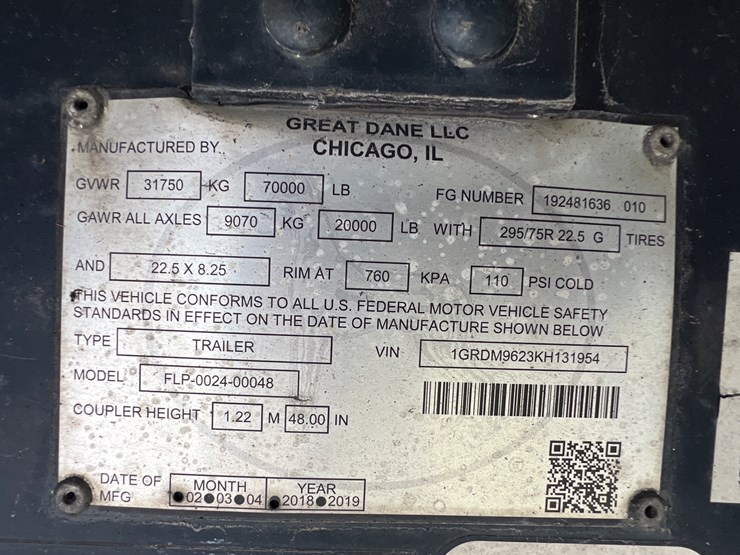 GREAT DANE LLC
MANUFACTURED BY. CHICAGO, IL
GVWR 31750 KG 70000 LB FG NUMBER 192481636 010
GAWR ALL AXLES 9070 KG 20000 LB WITH 295/75R 22.5 G TIRES
AND 22.5 X 8.25 RIM AT 760 KPA 110 PSI COLD
THIS VEHICLE CONFORMS TO ALL U.S. FEDERAL MOTOR VEHICLE SAFETY
STANDARDS IN EFFECT ON THE DATE OF MANUFACTURE SHOWN BELOW
TYPE TRAILER VIN 1GRDM9623KH131954
MODEL FLP-0024-00048
COUPLER HEIGHT 1.22 M 48.00 IN
DATE OF MFG MONTH YEAR
02 03 04 2018 2019